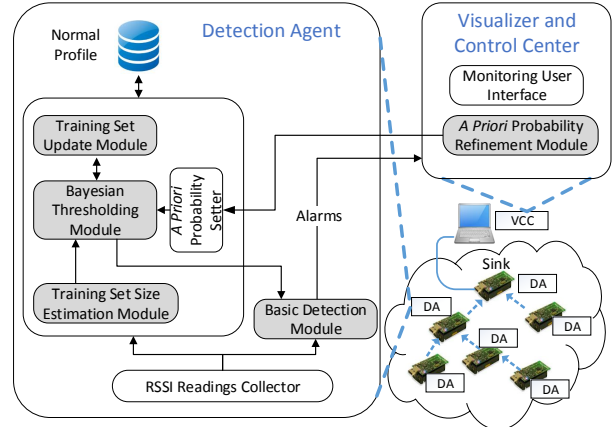 Normal
Profile
Detection Agent
Visualizer and
Control Center
Monitoring User
Interface
A Priori Probability
Refinement Module
Training Set
Update Module
Bayesian
Thresholding
Module
A Priori
Probability
Setter
Training Set Size
Estimation Module
Alarms
Basic Detection
Module
RSSI Readings Collector
VCC
Sink
DA
DA
DA
DA
DA
DA